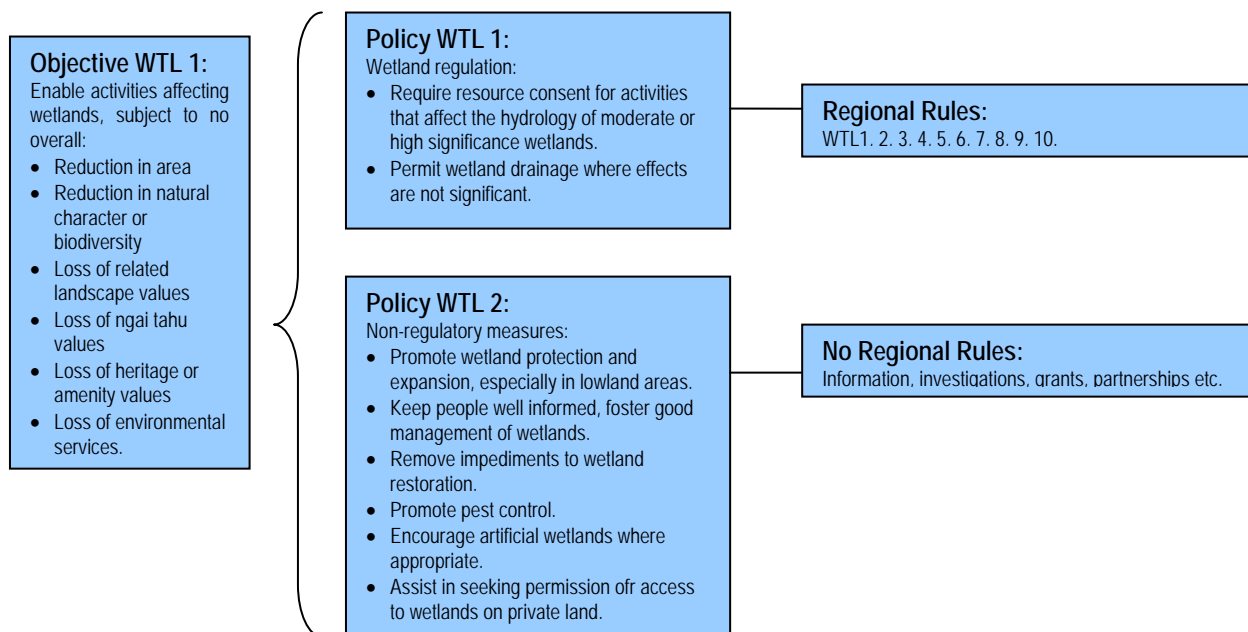 Objective WTL 1:
Enable activities affecting
wetlands, subject to no
overall:
• Reduction in area
• Reduction in natural
character or
biodiversity
• Loss of related
landscape values
• Loss of ngai tahu
values
• Loss of heritage or
amenity values
• Loss of environmental
services.
Policy WTL 1:
Wetland regulation:
• Require resource consent for activities
that affect the hydrology of moderate or
high significance wetlands.
• Permit wetland drainage where effects
are not significant.
Regional Rules:
WTL1. 2. 3. 4. 5. 6. 7. 8. 9. 10.
Policy WTL 2:
Non-regulatory measures:
• Promote wetland protection and
expansion, especially in lowland areas.
• Keep people well informed, foster good
management of wetlands.
• Remove impediments to wetland
restoration.
• Promote pest control.
• Encourage artificial wetlands where
appropriate.
• Assist in seeking permission ofr access
to wetlands on private land.
No Regional Rules:
Information, investigations, grants, partnerships etc.